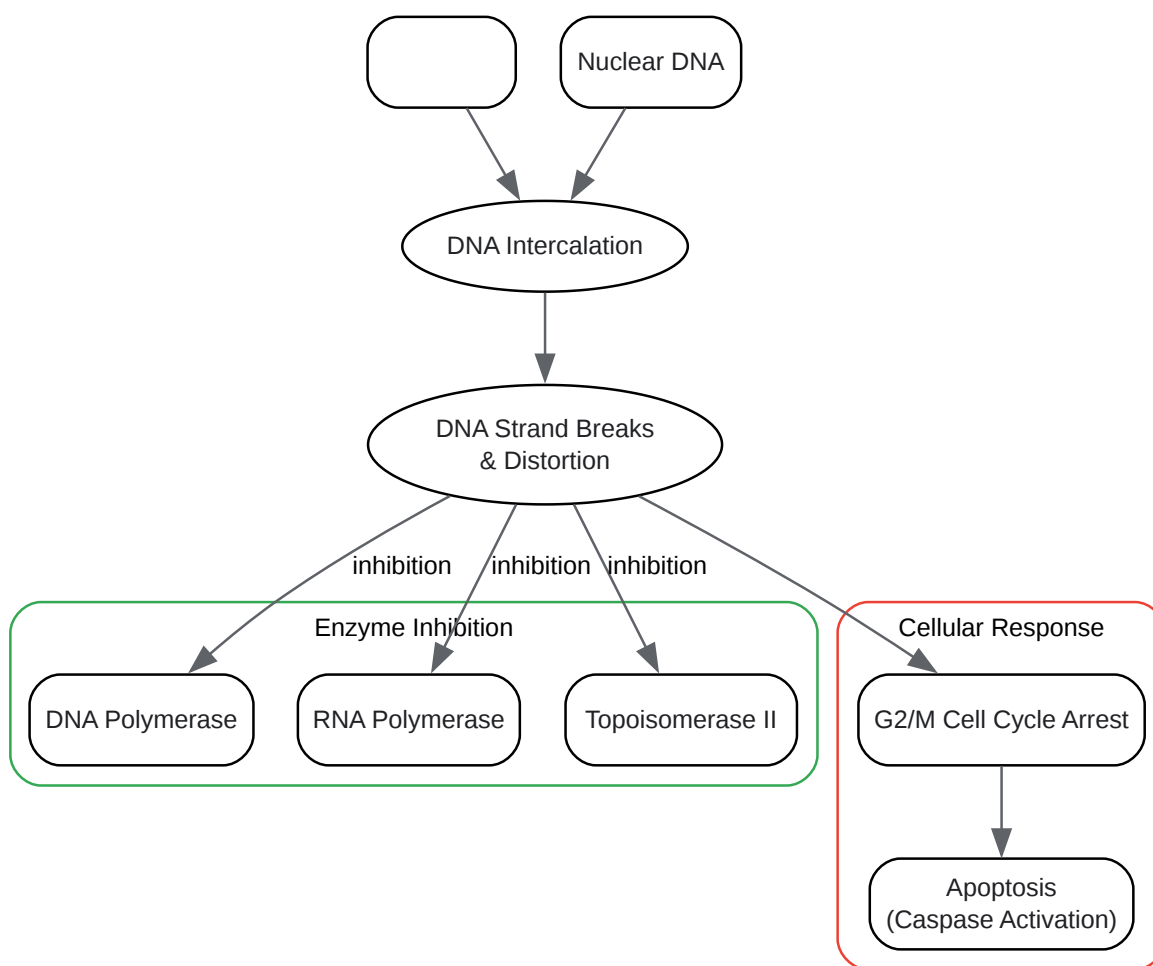 Nuclear DNA
DNA Intercalation
DNA Strand Breaks
& Distortion
inhibition
inhibition
inhibition
Enzyme Inhibition
Cellular Response
DNA Polymerase
RNA Polymerase
Topoisomerase II
G2/M Cell Cycle Arrest
Apoptosis
(Caspase Activation)